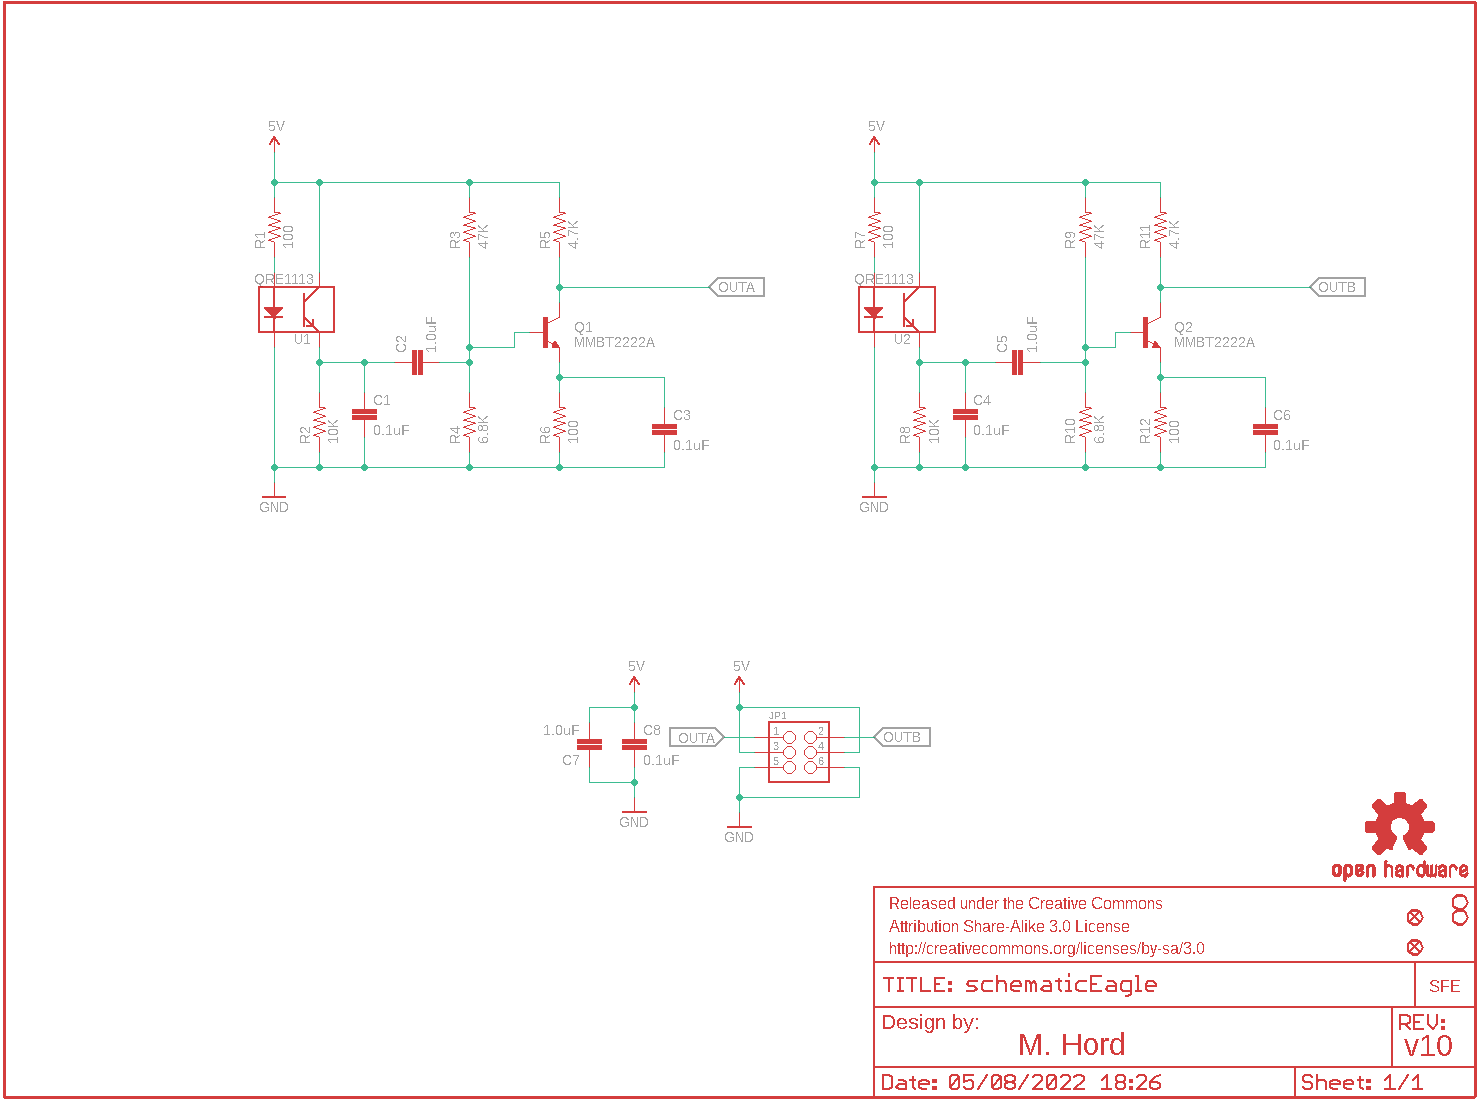 5V
R1
100
R3
47K
R5
4.7K
OUTA
QRE1113
U1
C2
1.0uF
Q1
MMBT2222A
R2
10K
C1
0.1uF
R4
6.8K
R6
100
C3
0.1uF
GND
5V
R7
100
R9
47K
R11
4.7K
OUTB
QRE1113
U2
C5
1.0uF
Q2
MMBT2222A
R8
10K
C4
0.1uF
R10
6.8K
R12
100
C6
0.1uF
GND
5V
1.0uF
C7
C8
0.1uF
GND
5V
JP1
OUTA
1 2
3 4
5 6
OUTB
GND
open hardware
Released under the Creative Commons
Attribution Share-Alike 3.0 License
http://creativecommons.org/licenses/by-sa/3.0
TITLE: schematicEagle
SFE
Design by:
M. Hord
REV:
v10
Date: 05/08/2022 18:26
Sheet: 1/1